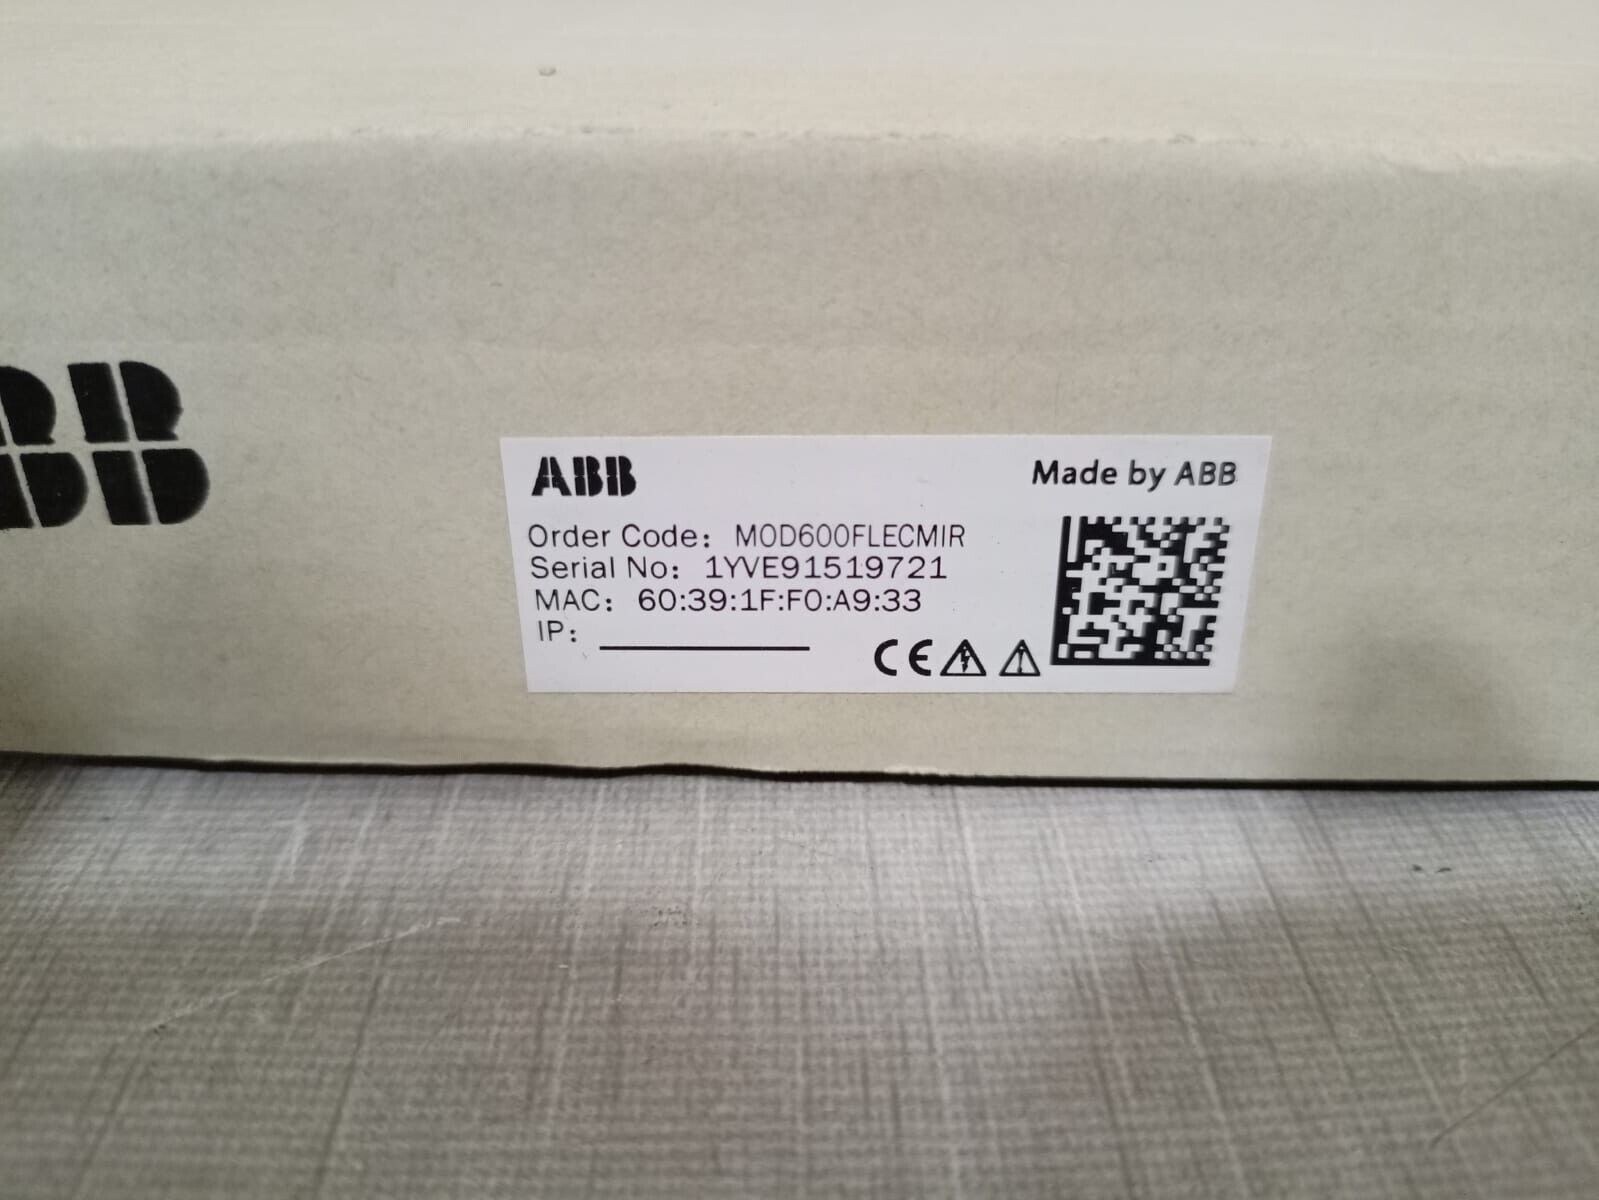 ABB
ABB
Made by ABB
Order Code: MOD600FLECMIR
Serial No: 1YVE91519721
MAC: 60:39:1F:F0:A9:33
IP:
CE